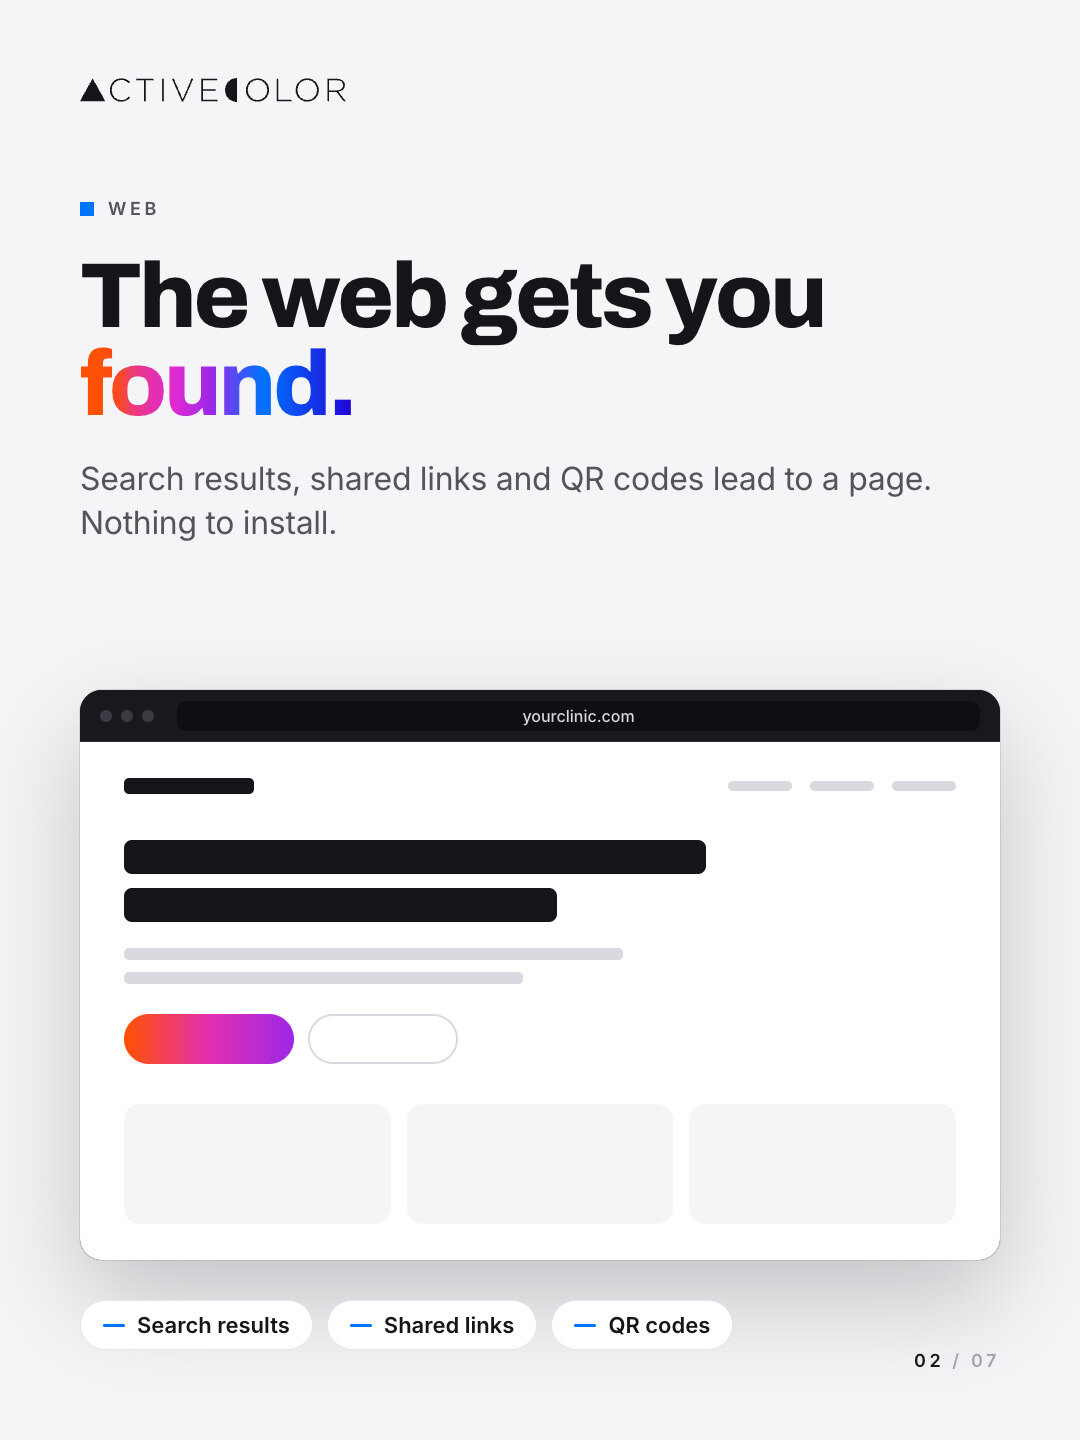 ACTIVECOLOR
WEB
The web gets you
found.
Search results, shared links and QR codes lead to a page.
Nothing to install.
yourclinic.com
Search results
Shared links
QR codes
02 / 07